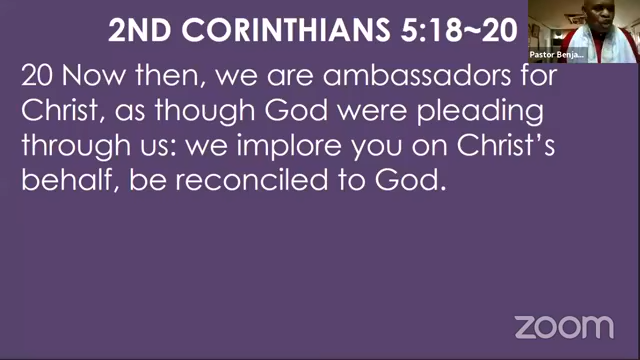 2ND CORINTHIANS 5:18~20
Pastor Benja...
20 Now then, we are ambassadors for
Christ, as though God were pleading
through us: we implore you on Christ's
behalf, be reconciled to God.
zoom